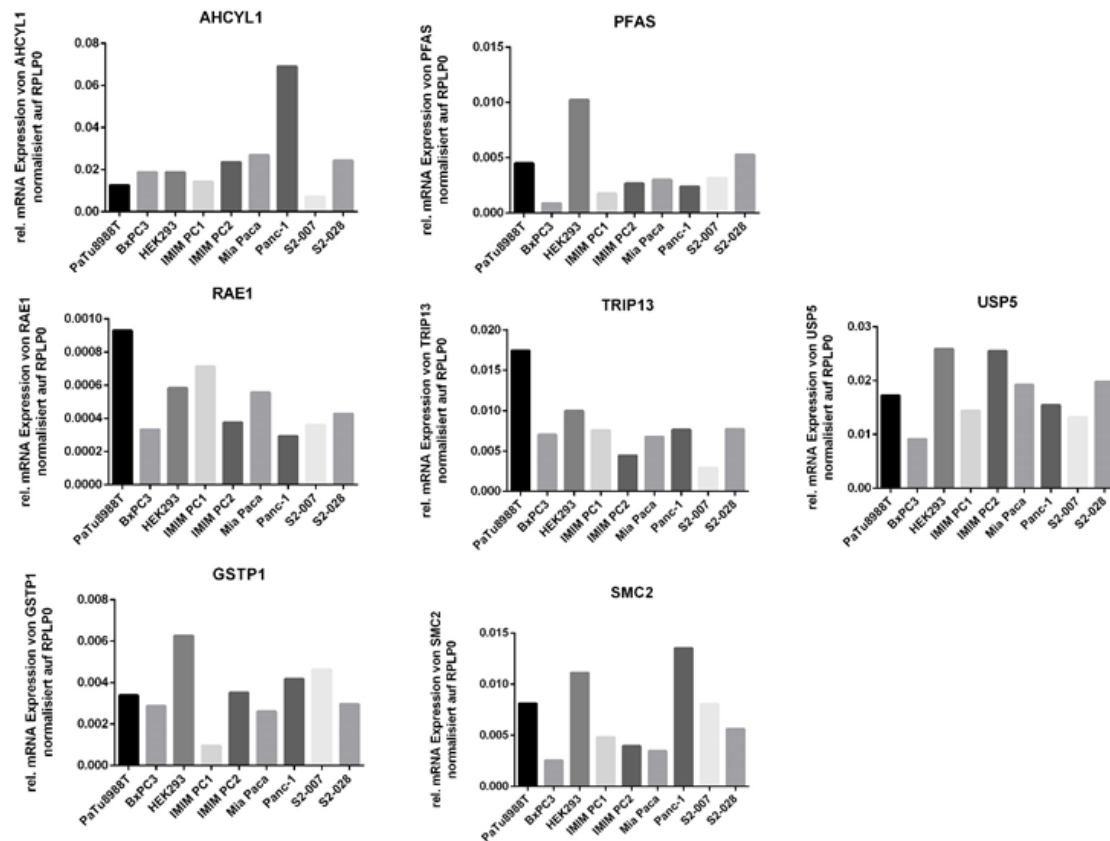 AHCYL1
rel. mRNA Expression von AHCYL1
normalisiert auf RPLP0
0.08
0.06
0.04
0.02
0.00
PaTu8988T
BxPC3
HEK293
IMIM PC1
IMIM PC2
Mia Paca
Panc-1
S2-007
S2-028
PFAS
rel. mRNA Expression von PFAS
normalisiert auf RPLP0
0.015
0.010
0.005
0.000
PaTu8988T
BxPC3
HEK293
IMIM PC1
IMIM PC2
Mia Paca
Panc-1
S2-007
S2-028
RAE1
rel. mRNA Expression von RAE1
normalisiert auf RPLP0
0.0010
0.0008
0.0006
0.0004
0.0002
0.0000
PaTu8988T
BxPC3
HEK293
IMIM PC1
IMIM PC2
Mia Paca
Panc-1
S2-007
S2-028
TRIP13
rel. mRNA Expression von TRIP13
normalisiert auf RPLP0
0.020
0.015
0.010
0.005
0.000
PaTu8988T
BxPC3
HEK293
IMIM PC1
IMIM PC2
Mia Paca
Panc-1
S2-007
S2-028
USP5
rel. mRNA Expression von USP5
normalisiert auf RPLP0
0.03
0.02
0.01
0.00
PaTu8988T
BxPC3
HEK293
IMIM PC1
IMIM PC2
Mia Paca
Panc-1
S2-007
S2-028
GSTP1
rel. mRNA Expression von GSTP1
normalisiert auf RPLP0
0.008
0.006
0.004
0.002
0.000
PaTu8988T
BxPC3
HEK293
IMIM PC1
IMIM PC2
Mia Paca
Panc-1
S2-007
S2-028
SMC2
rel. mRNA Expression von SMC2
normalisiert auf RPLP0
0.015
0.010
0.005
0.000
PaTu8988T
BxPC3
HEK293
IMIM PC1
IMIM PC2
Mia Paca
Panc-1
S2-007
S2-028